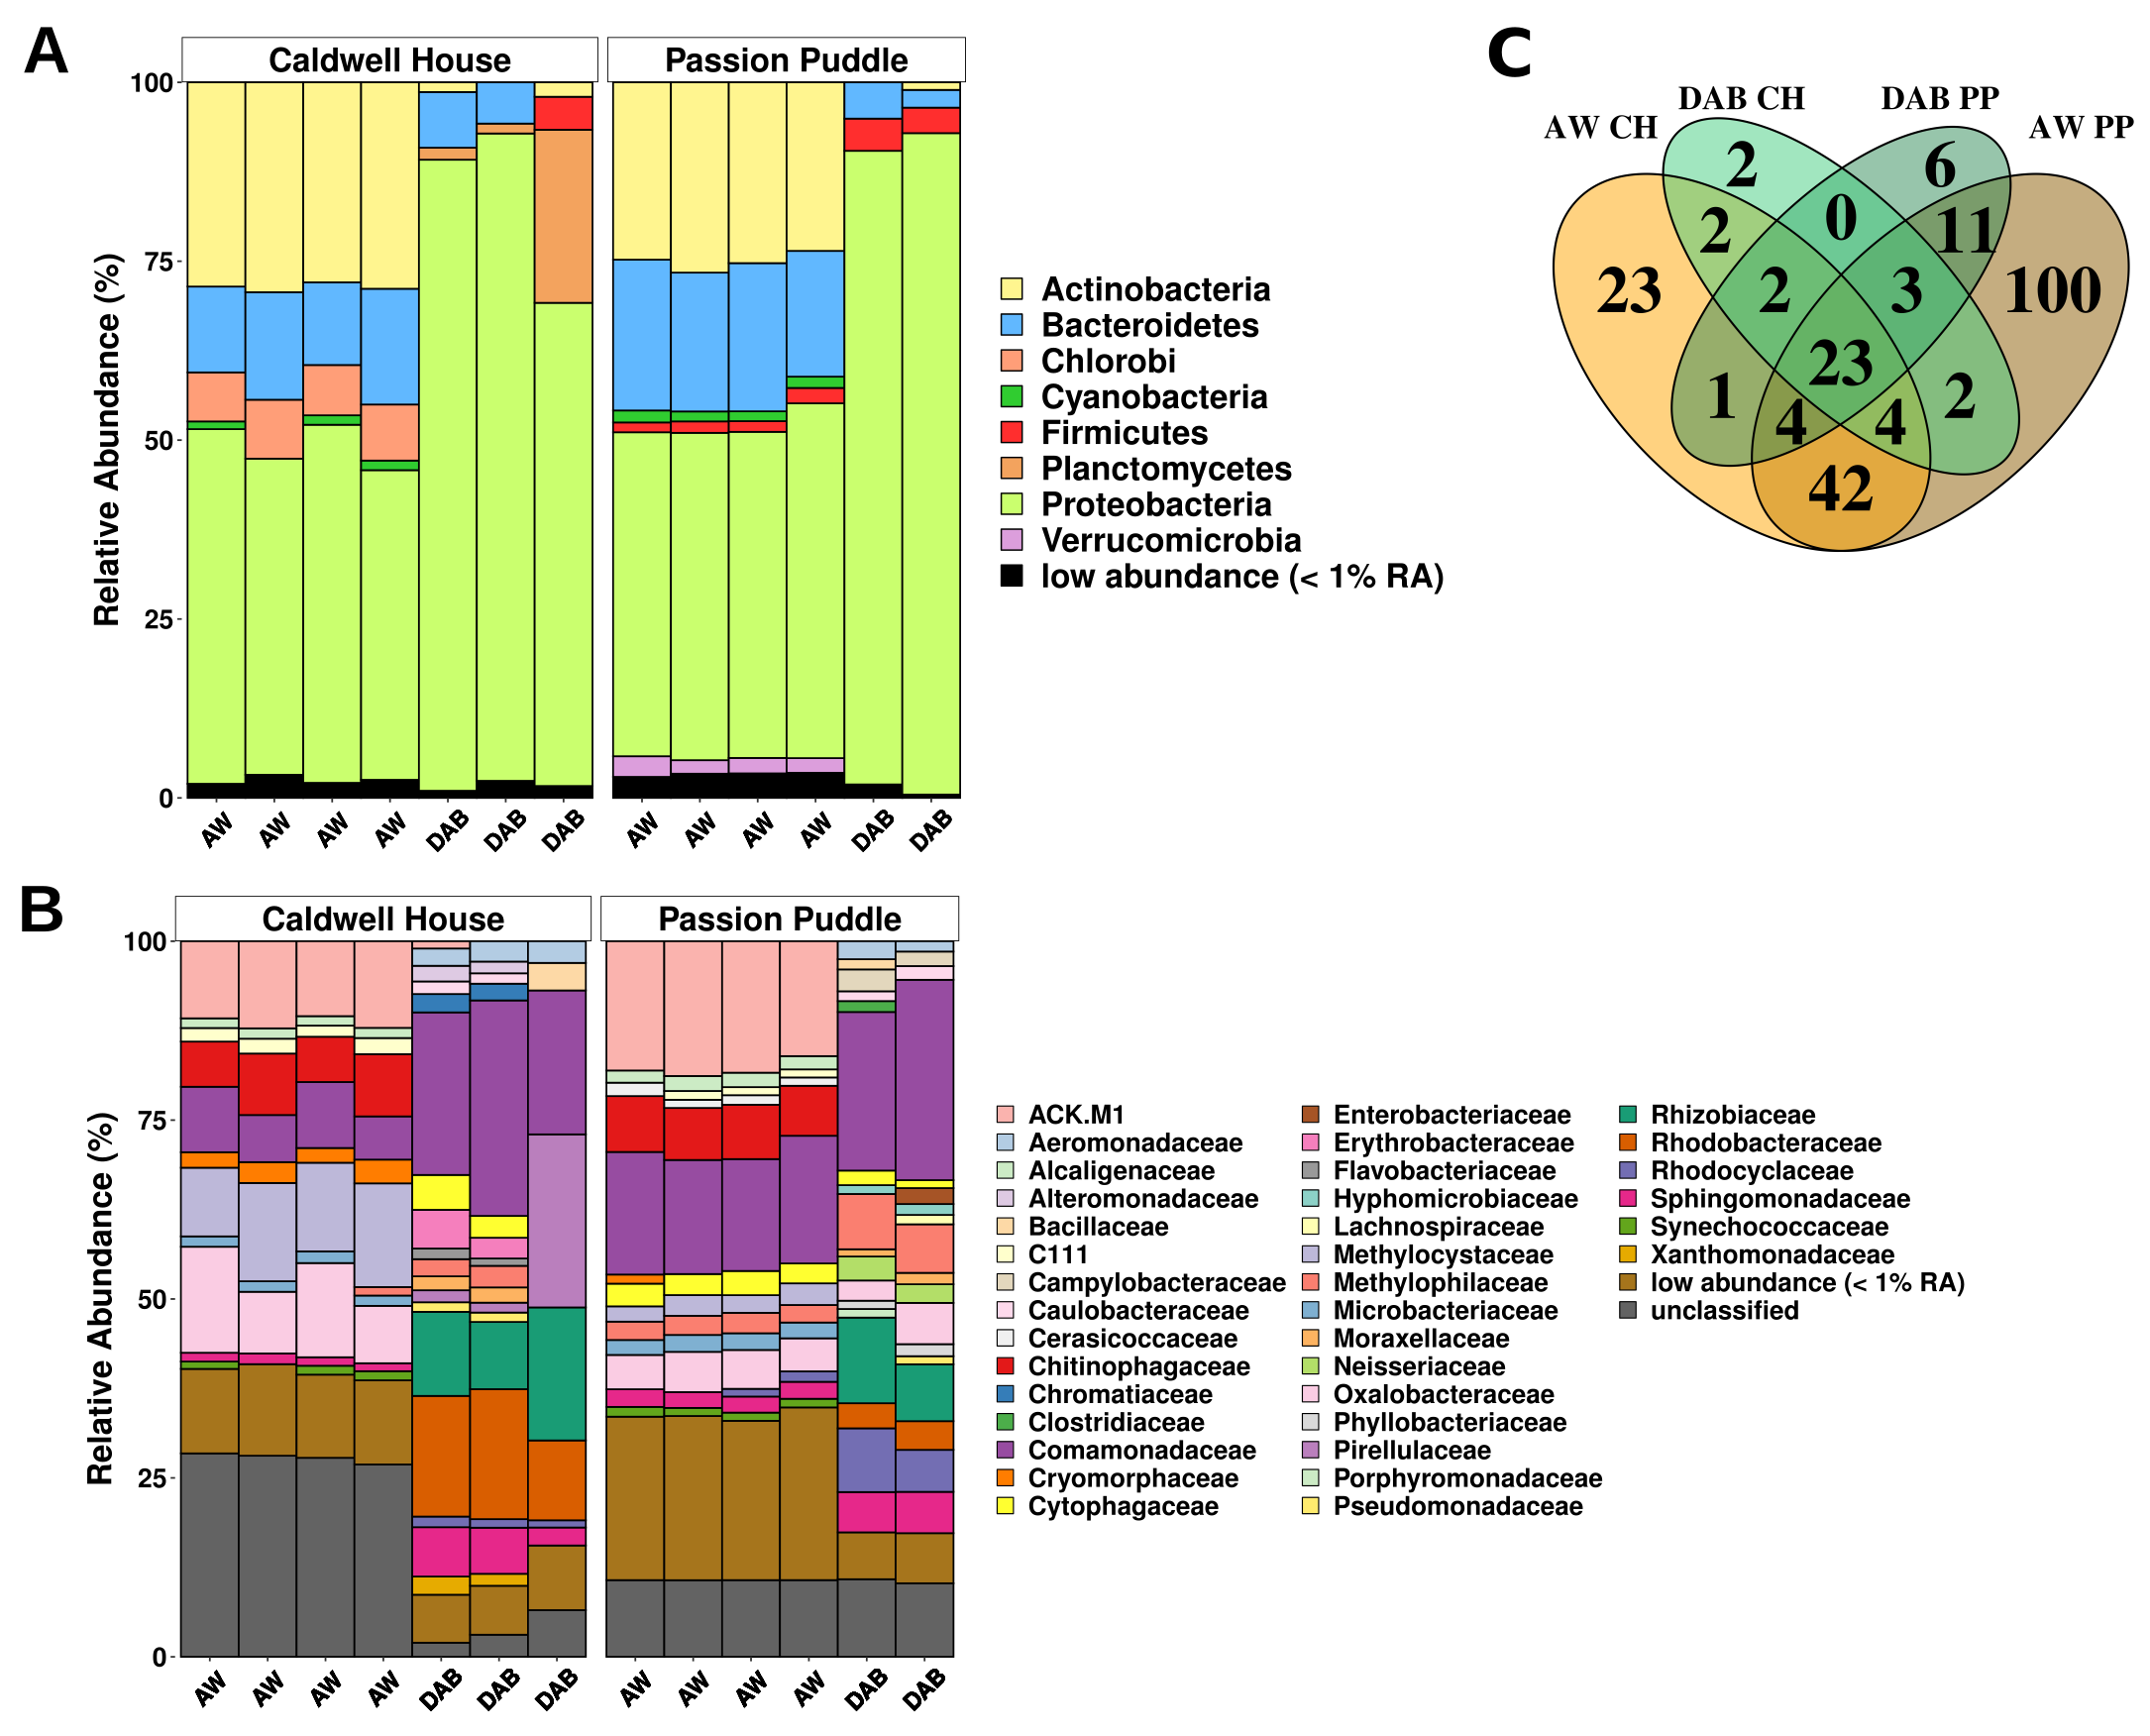 A
Caldwell House
Passion Puddle
Relative Abundance (%)
100
75
50
25
0
AW
AW
AW
AW
DAB
DAB
DAB
AW
AW
AW
AW
DAB
DAB
Actinobacteria
Bacteroidetes
Chlorobi
Cyanobacteria
Firmicutes
Planctomycetes
Proteobacteria
Verrucomicrobia
low abundance (< 1% RA)
C
DAB CH
DAB PP
AW CH
AW PP
2
6
2
0
11
23
2
3
100
23
1
4
4
2
42
B
Caldwell House
Passion Puddle
Relative Abundance (%)
100
75
50
25
0
AW
AW
AW
AW
DAB
DAB
DAB
AW
AW
AW
AW
DAB
DAB
ACK.M1
Aeromonadaceae
Alcaligenaceae
Alteromonadaceae
Bacillaceae
C111
Campylobacteraceae
Caulobacteraceae
Cerasicoccaceae
Chitinophagaceae
Chromatiaceae
Clostridiaceae
Comamonadaceae
Cryomorphaceae
Cytophagaceae
Enterobacteriaceae
Erythrobacteraceae
Flavobacteriaceae
Hyphomicrobiaceae
Lachnospiraceae
Methylocystaceae
Methylophilaceae
Microbacteriaceae
Moraxellaceae
Neisseriaceae
Oxalobacteraceae
Phyllobacteriaceae
Pirellulaceae
Porphyromonadaceae
Pseudomonadaceae
Rhizobiaceae
Rhodobacteraceae
Rhodocyclaceae
Sphingomonadaceae
Synechococcaceae
Xanthomonadaceae
low abundance (< 1% RA)
unclassified